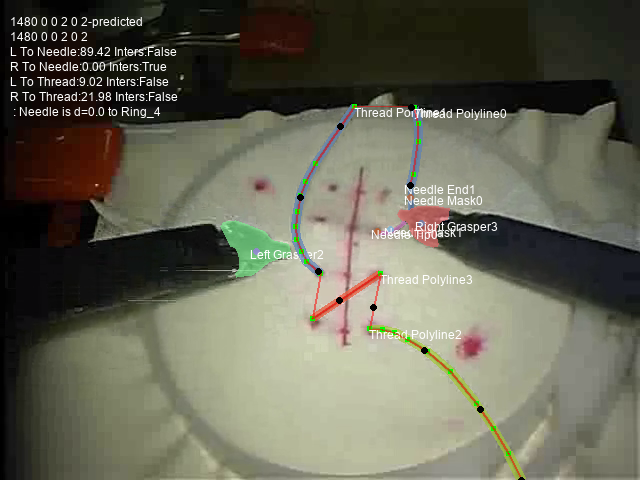 1480 0 0 2 0 2-predicted
1480 0 0 2 0 2
L To Needle:89.42 Inters:False
R To Needle:0.00 Inters:True
L To Thread:9.02 Inters:False
R To Thread:21.98 Inters:False
: Needle is d=0.0 to Ring_4
Thread Polyline1
Thread Polyline0
Needle End1
Needle Mask0
Right Grasper3
Left Grasper2
Thread Polyline3
Thread Polyline2